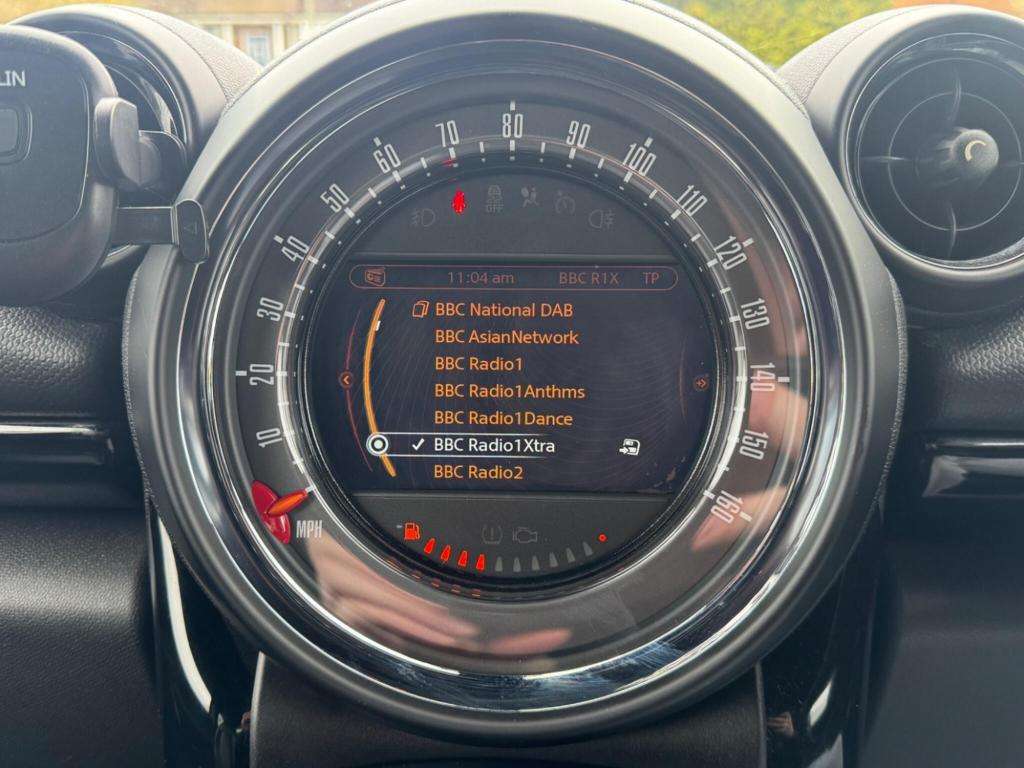 LIN
10
20
30
40
50
60
70
80
90
100
110
120
130
140
150
160
MPH
OFF
11:04 am BBC R1X TP
BBC National DAB
BBC AsianNetwork
BBC Radio1
BBC Radio1Anthms
BBC Radio1Dance
BBC Radio1Xtra
BBC Radio2